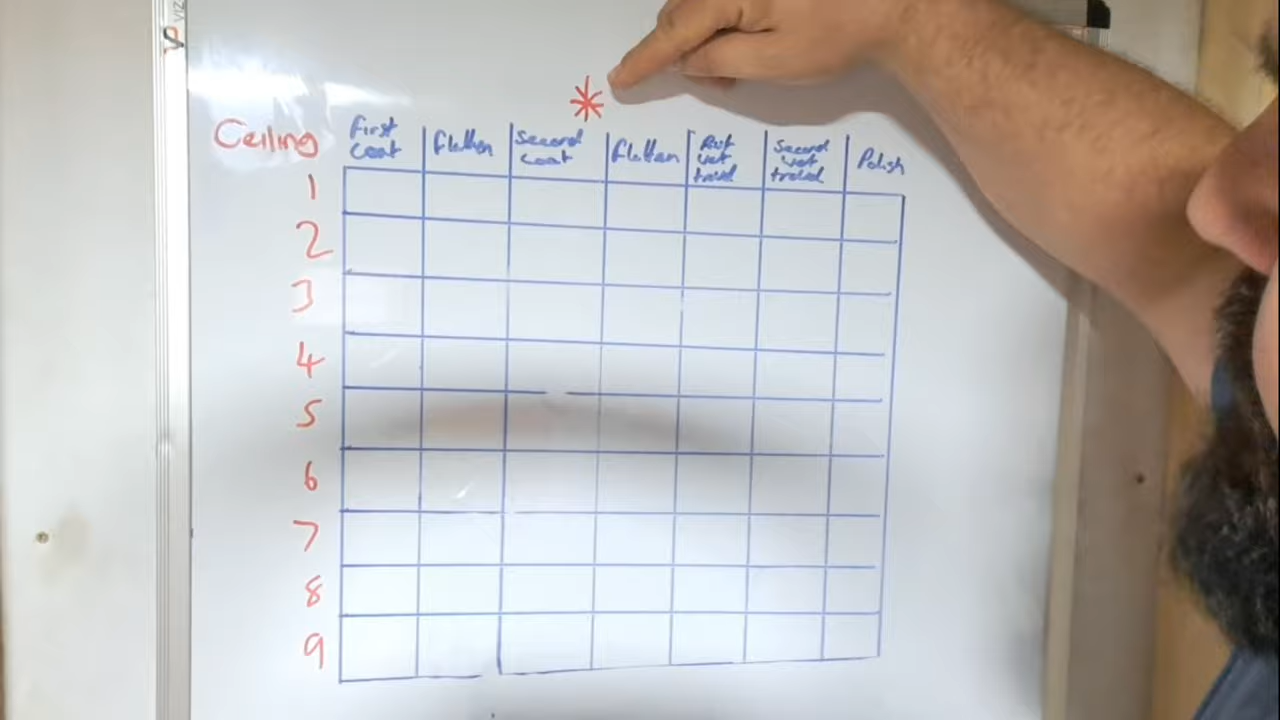 VIZ
*
Ceiling
First coat
flatten
Second coat
flatten
wet trowel
Second wet trowel
Polish
1
2
3
4
5
6
7
8
9